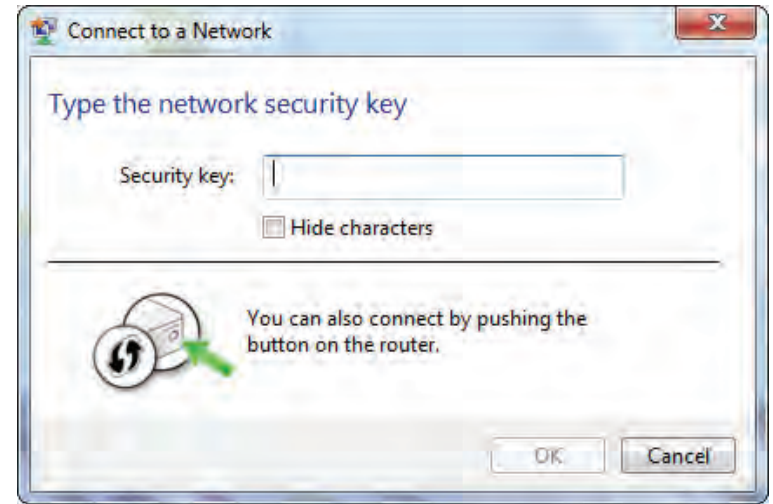 Connect to a Network
Type the network security key
Security key:
Hide characters
You can also connect by pushing the
button on the router.
OK
Cancel